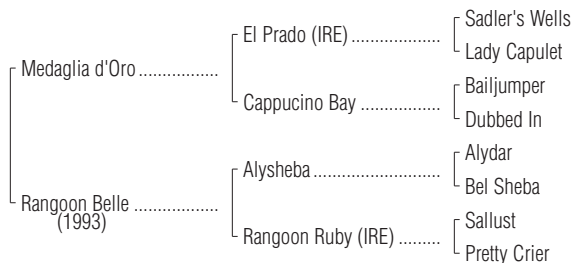 Sadler's Wells
El Prado (IRE) ....................
Lady Capulet
Medaglia d'Oro .................
Bailjumper
Cappucino Bay ..................
Dubbed In
Alydar
Alysheba ............................
Bel Sheba
Rangoon Belle ..................
(1993)
Sallust
Rangoon Ruby (IRE) .........
Pretty Crier